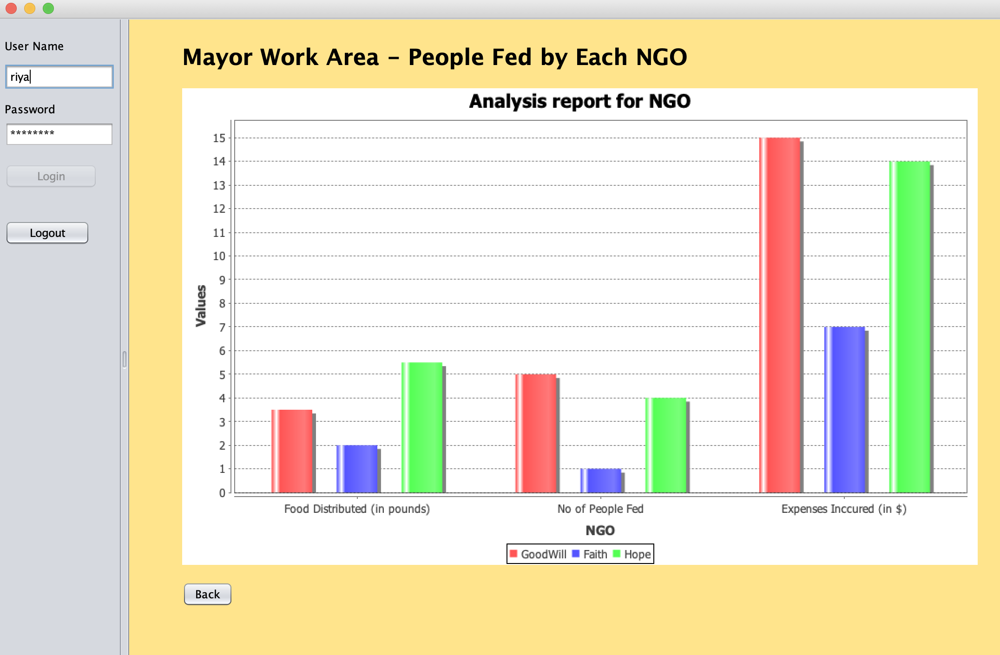 User Name
riya
Password
********
Login
Logout
Mayor Work Area – People Fed by Each NGO
Analysis report for NGO
Values
15
14
13
12
11
10
9
8
7
6
5
4
3
2
1
0
Food Distributed (in pounds) No of People Fed Expenses Inccured (in $)
NGO
GoodWill Faith Hope
Back